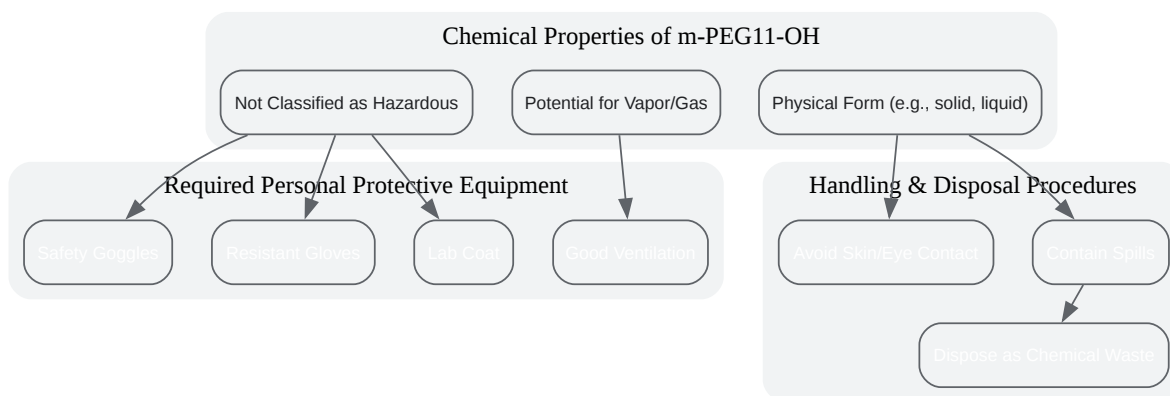 Chemical Properties of m-PEG11-OH
Not Classified as Hazardous
Potential for Vapor/Gas
Physical Form (e.g., solid, liquid)
Required Personal Protective Equipment
Handling & Disposal Procedures
Safety Goggles
Resistant Gloves
Lab Coat
Good Ventilation
Avoid Skin/Eye Contact
Contain Spills
Dispose as Chemical Waste